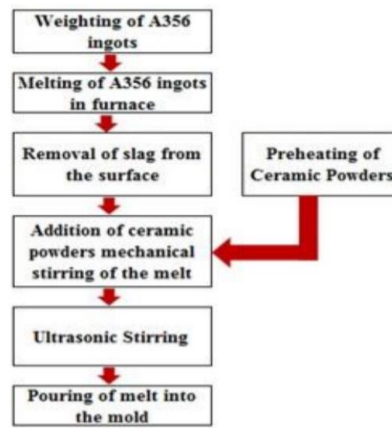 Weighting of A356
ingots
Melting of A356 ingots
in furnace
Removal of slag from
the surface
Preheating of
Ceramic Powders
Addition of ceramic
powders mechanical
stirring of the melt
Ultrasonic Stirring
Pouring of melt into
the mold